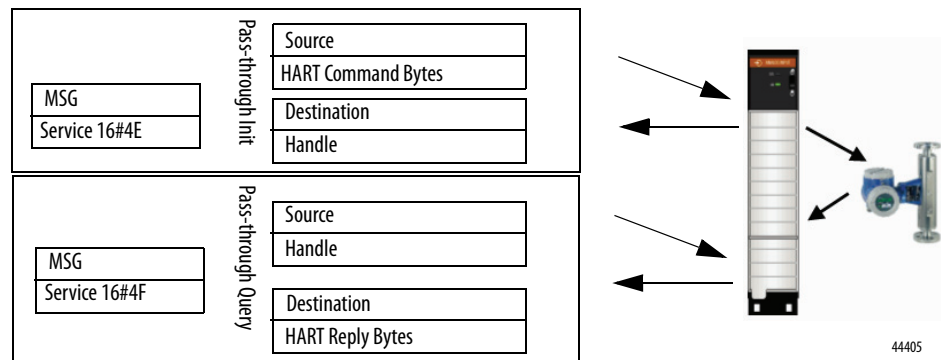 Pass-through Init
MSG
Service 16#4E
Source
HART Command Bytes
Destination
Handle
Pass-through Query
MSG
Service 16#4F
Source
Handle
Destination
HART Reply Bytes
44405